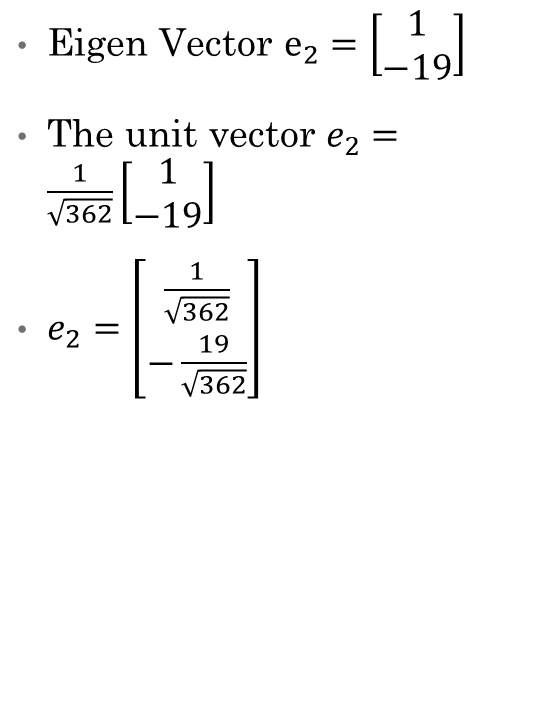 • Eigen Vector e₂ = [1 −19]
• The unit vector e₂ =
1/√362 [1 −19]
• e₂ = [1/√362 −19/√362]